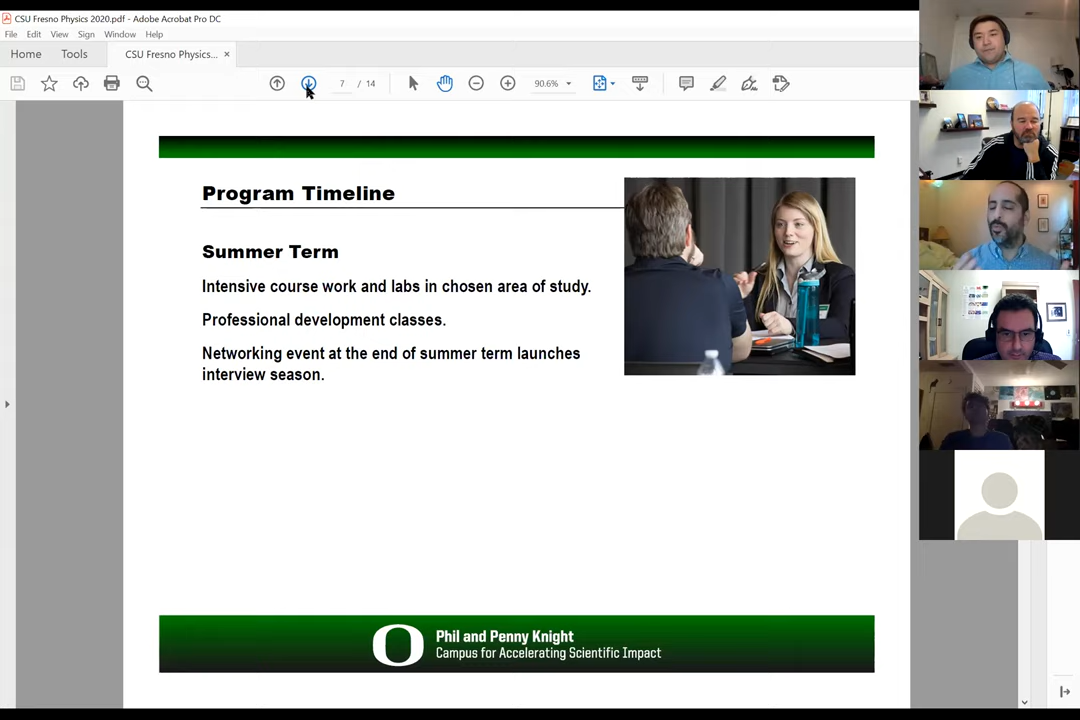 CSU Fresno Physics 2020.pdf - Adobe Acrobat Pro DC
File Edit View Sign Window Help
Home Tools CSU Fresno Physics... ×
7 / 14 90.6%
Program Timeline
Summer Term
Intensive course work and labs in chosen area of study.
Professional development classes.
Networking event at the end of summer term launches
interview season.
O Phil and Penny Knight
Campus for Accelerating Scientific Impact